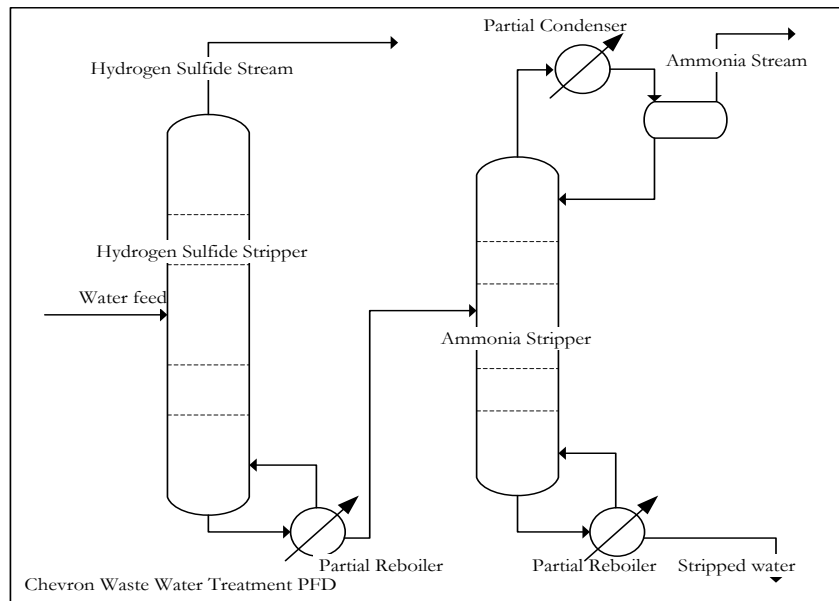 Partial Condenser
Hydrogen Sulfide Stream
Ammonia Stream
Hydrogen Sulfide Stripper
Water feed
Ammonia Stripper
Partial Reboiler
Partial Reboiler
Stripped water
Chevron Waste Water Treatment PFD